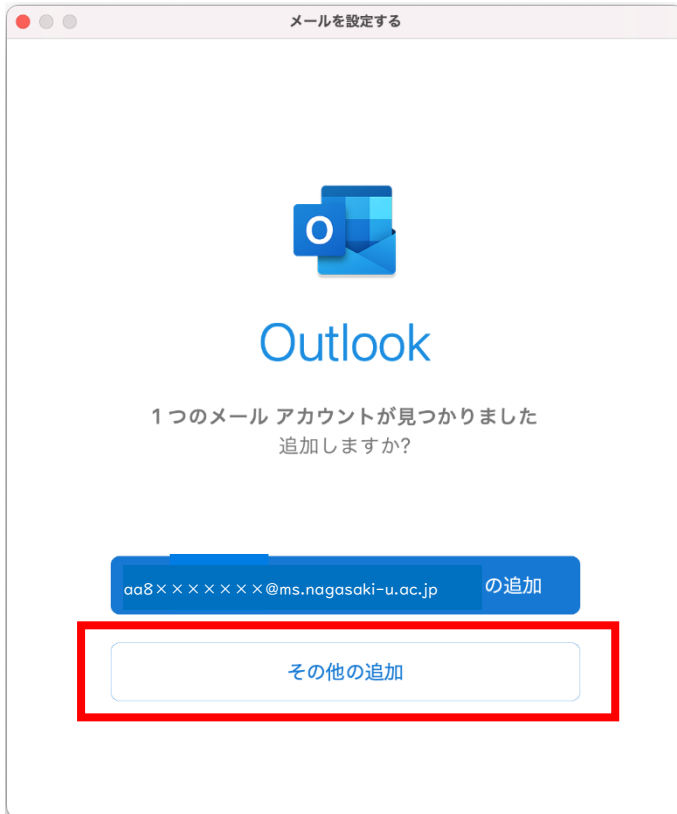 メールを設定する
O
Outlook
1 つのメール アカウントが見つかりました
追加しますか?
aa8×××××××@ms.nagasaki-u.ac.jp の追加
その他の追加